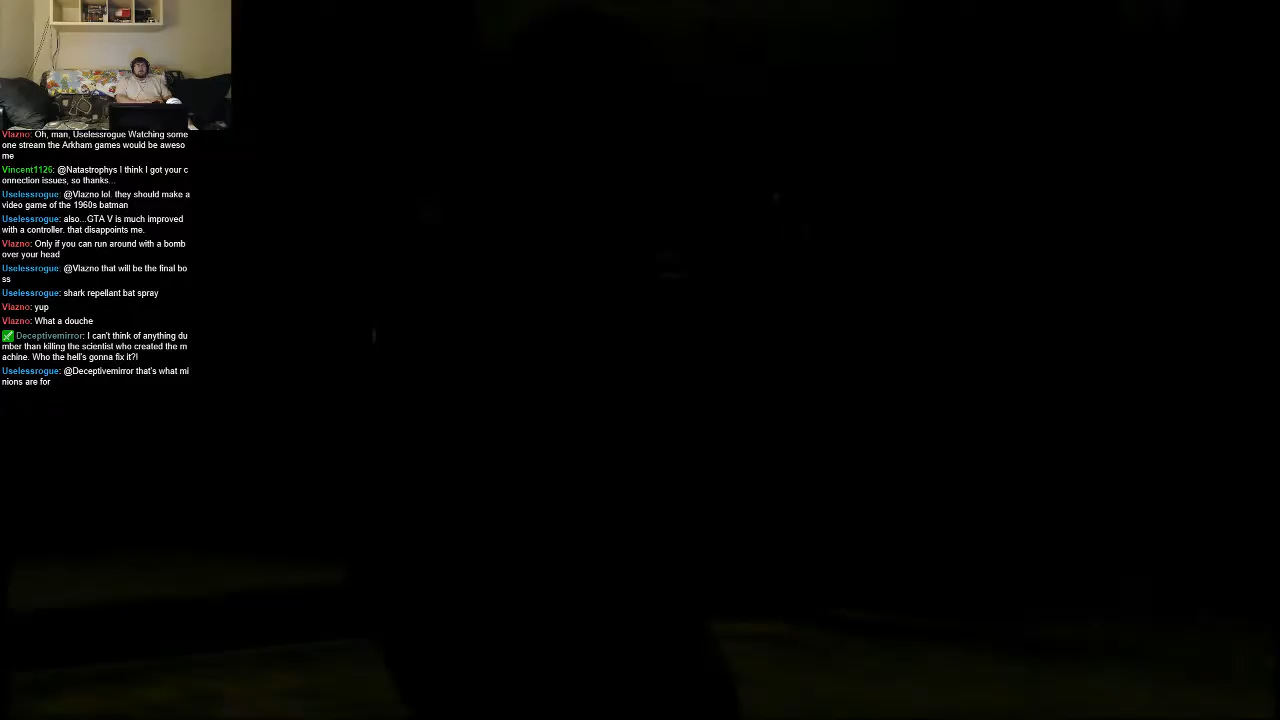 Vlazno: Oh, man, Uselessrogue Watching some
one stream the Arkham games would be aweso
me
Vincent1126: @Natastrophys I think I got your c
onnection issues, so thanks...
Uselessrogue: @Vlazno lol. they should make a
video game of the 1960s batman
Uselessrogue: also...GTA V is much improved
with a controller. that disappoints me.
Vlazno: Only if you can run around with a bomb
over your head
Uselessrogue: @Vlazno that will be the final bo
ss
Uselessrogue: shark repellant bat spray
Vlazno: yup
Vlazno: What a douche
Deceptivemirror: I can't think of anything du
mber than killing the scientist who created the m
achine. Who the hell's gonna fix it?!
Uselessrogue: @Deceptivemirror that's what mi
nions are for